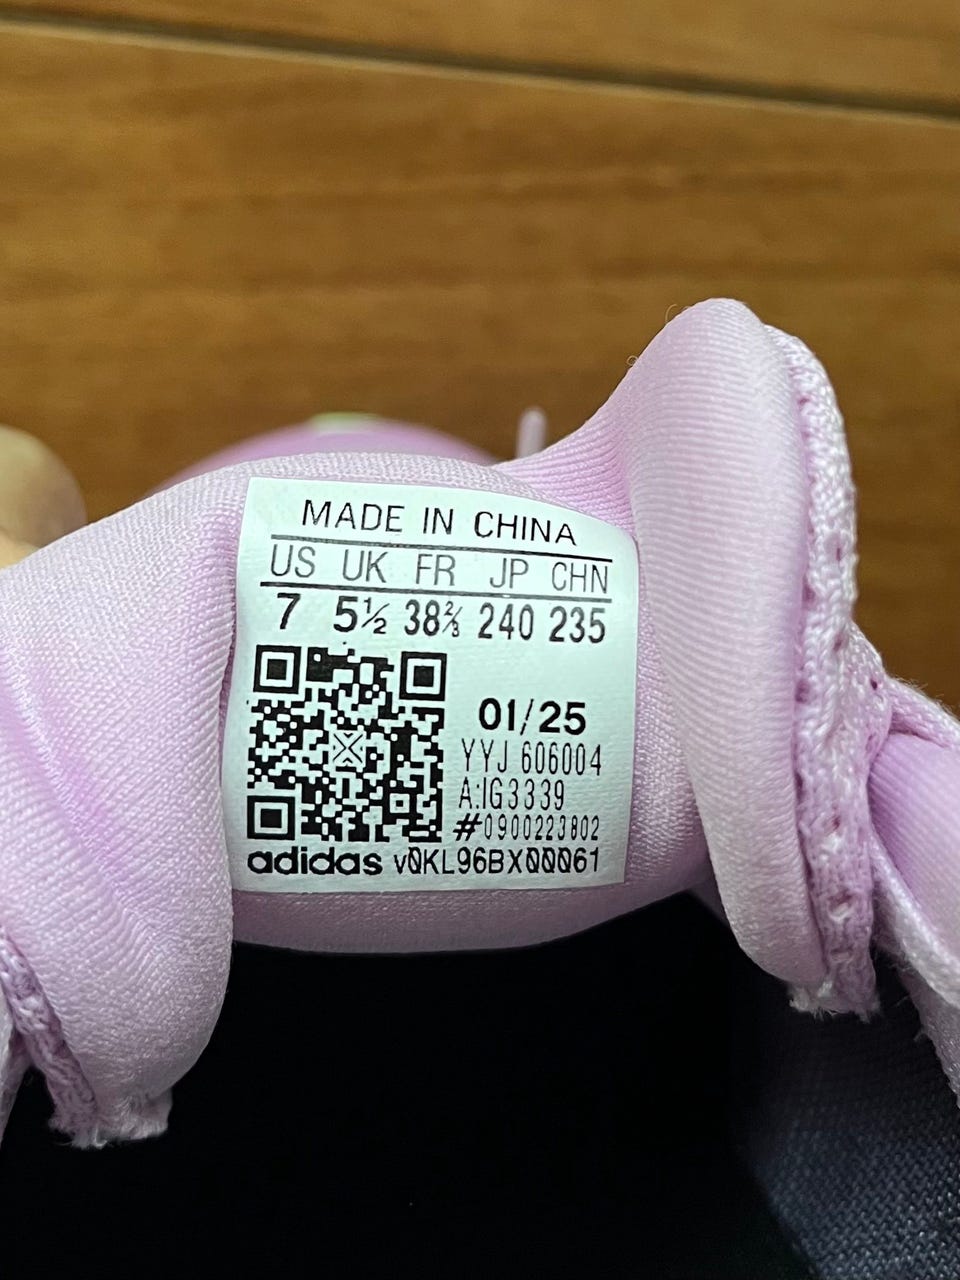 MADE IN CHINA
US UK FR JP CHN
7 5½ 38⅔ 240 235
01/25
YYJ 606004
A:IG3339
#0900223802
adidas v0KL96BX00061